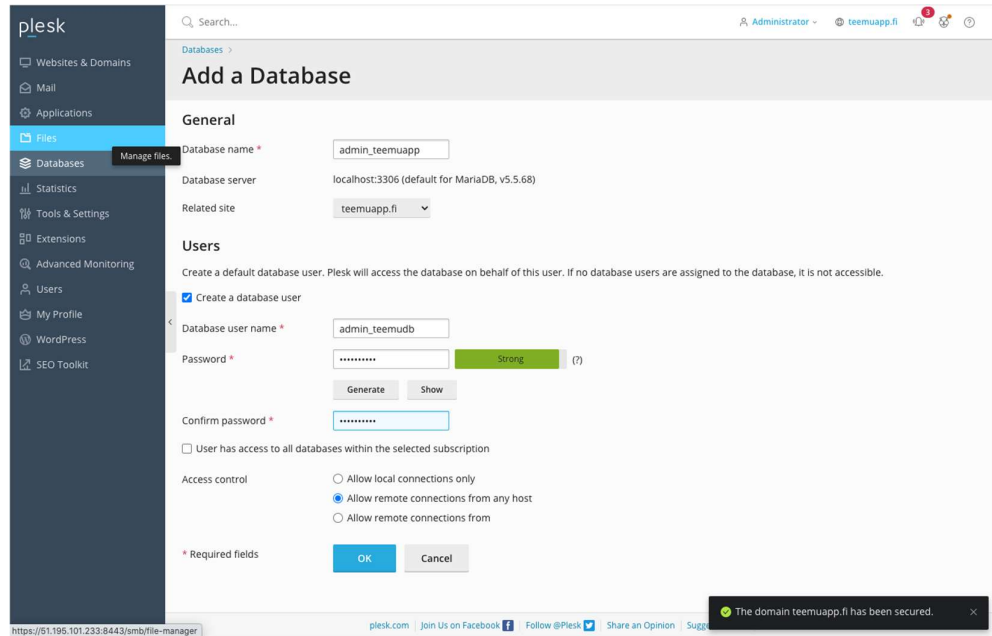 plesk
Search...
Administrator
teemuapp.fi
3
Websites & Domains
Mail
Applications
Files
Manage files.
Databases
Statistics
Tools & Settings
Extensions
Advanced Monitoring
Users
My Profile
WordPress
SEO Toolkit
Databases >
Add a Database
General
Database name * admin_teemuapp
Database server localhost:3306 (default for MariaDB, v5.5.68)
Related site teemuapp.fi
Users
Create a default database user. Plesk will access the database on behalf of this user. If no database users are assigned to the database, it is not accessible.
Create a database user
Database user name * admin_teemudb
Password * •••••••••• Strong (?)
Generate Show
Confirm password * ••••••••••
User has access to all databases within the selected subscription
Access control Allow local connections only
Allow remote connections from any host
Allow remote connections from
* Required fields OK Cancel
The domain teemuapp.fi has been secured.
plesk.com Join Us on Facebook Follow @Plesk Share an Opinion Sugge
https://51.195.101.233:8443/smb/file-manager